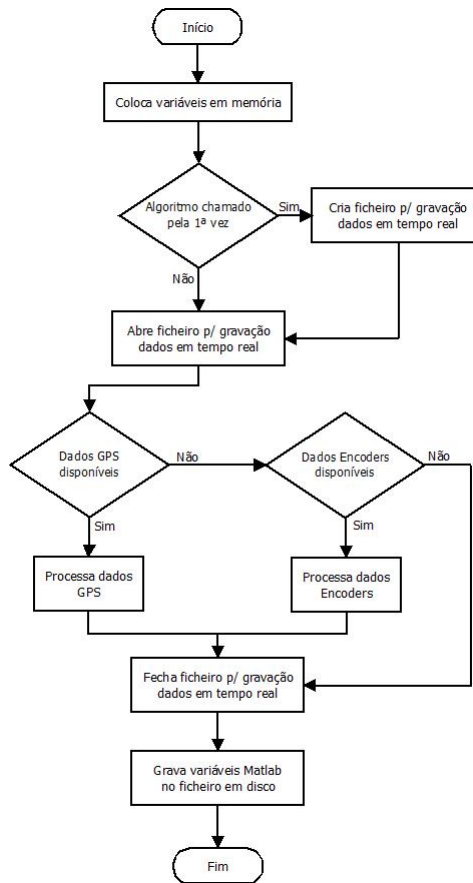 Início
Coloca variáveis em memória
Algoritmo chamado
pela 1ª vez
Sim
Cria ficheiro p/ gravação
dados em tempo real
Não
Abre ficheiro p/ gravação
dados em tempo real
Dados GPS
disponíveis
Não
Dados Encoders
disponíveis
Não
Sim
Sim
Processa dados
GPS
Processa dados
Encoders
Fecha ficheiro p/ gravação
dados em tempo real
Grava variáveis Matlab
no ficheiro em disco
Fim